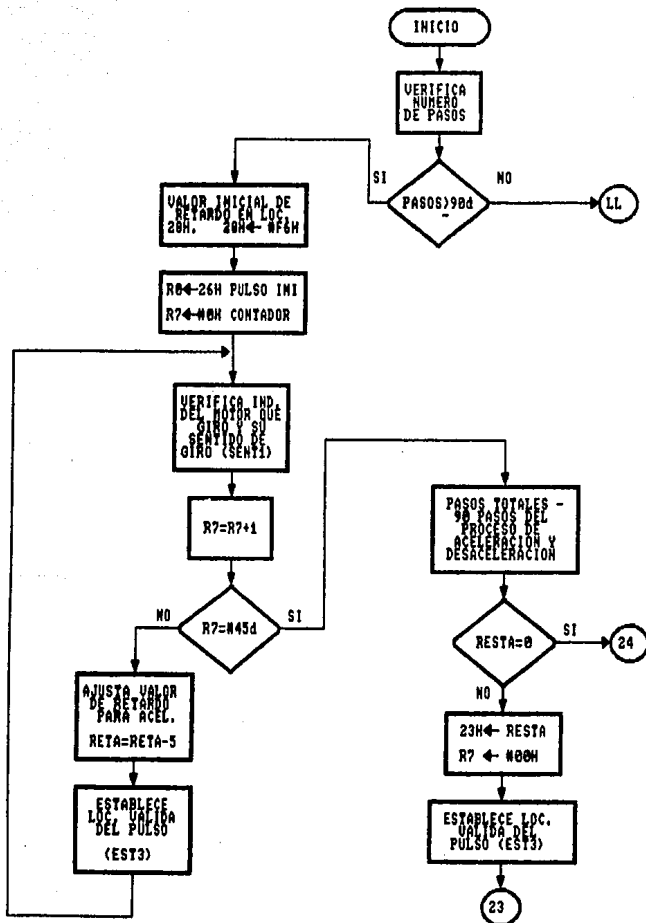 INICIO
VERIFICA
NUMERO
DE PASOS
SI
NO
PASOS>90d
LL
VALOR INICIAL DE
RETARDO EN LOC.
28H. 28H← #F6H
R0←26H PULSO INI
R7←#0H CONTADOR
VERIFICA IND.
DEL MOTOR QUE
GIRO Y SU
SENTIDO DE
GIRO (SENTI)
R7=R7+1
NO
R7=#45d
SI
AJUSTA VALOR
DE RETARDO
PARA ACEL.
RETA=RETA-5
ESTABLECE
LOC. VALIDA
DEL PULSO
(EST3)
PASOS TOTALES -
90 PASOS DEL
PROCESO DE
ACELERACION Y
DESACELERACION
RESTA=0
SI
24
NO
23H← RESTA
R7 ← #00H
ESTABLECE LOC.
VALIDA DEL
PULSO (EST3)
23